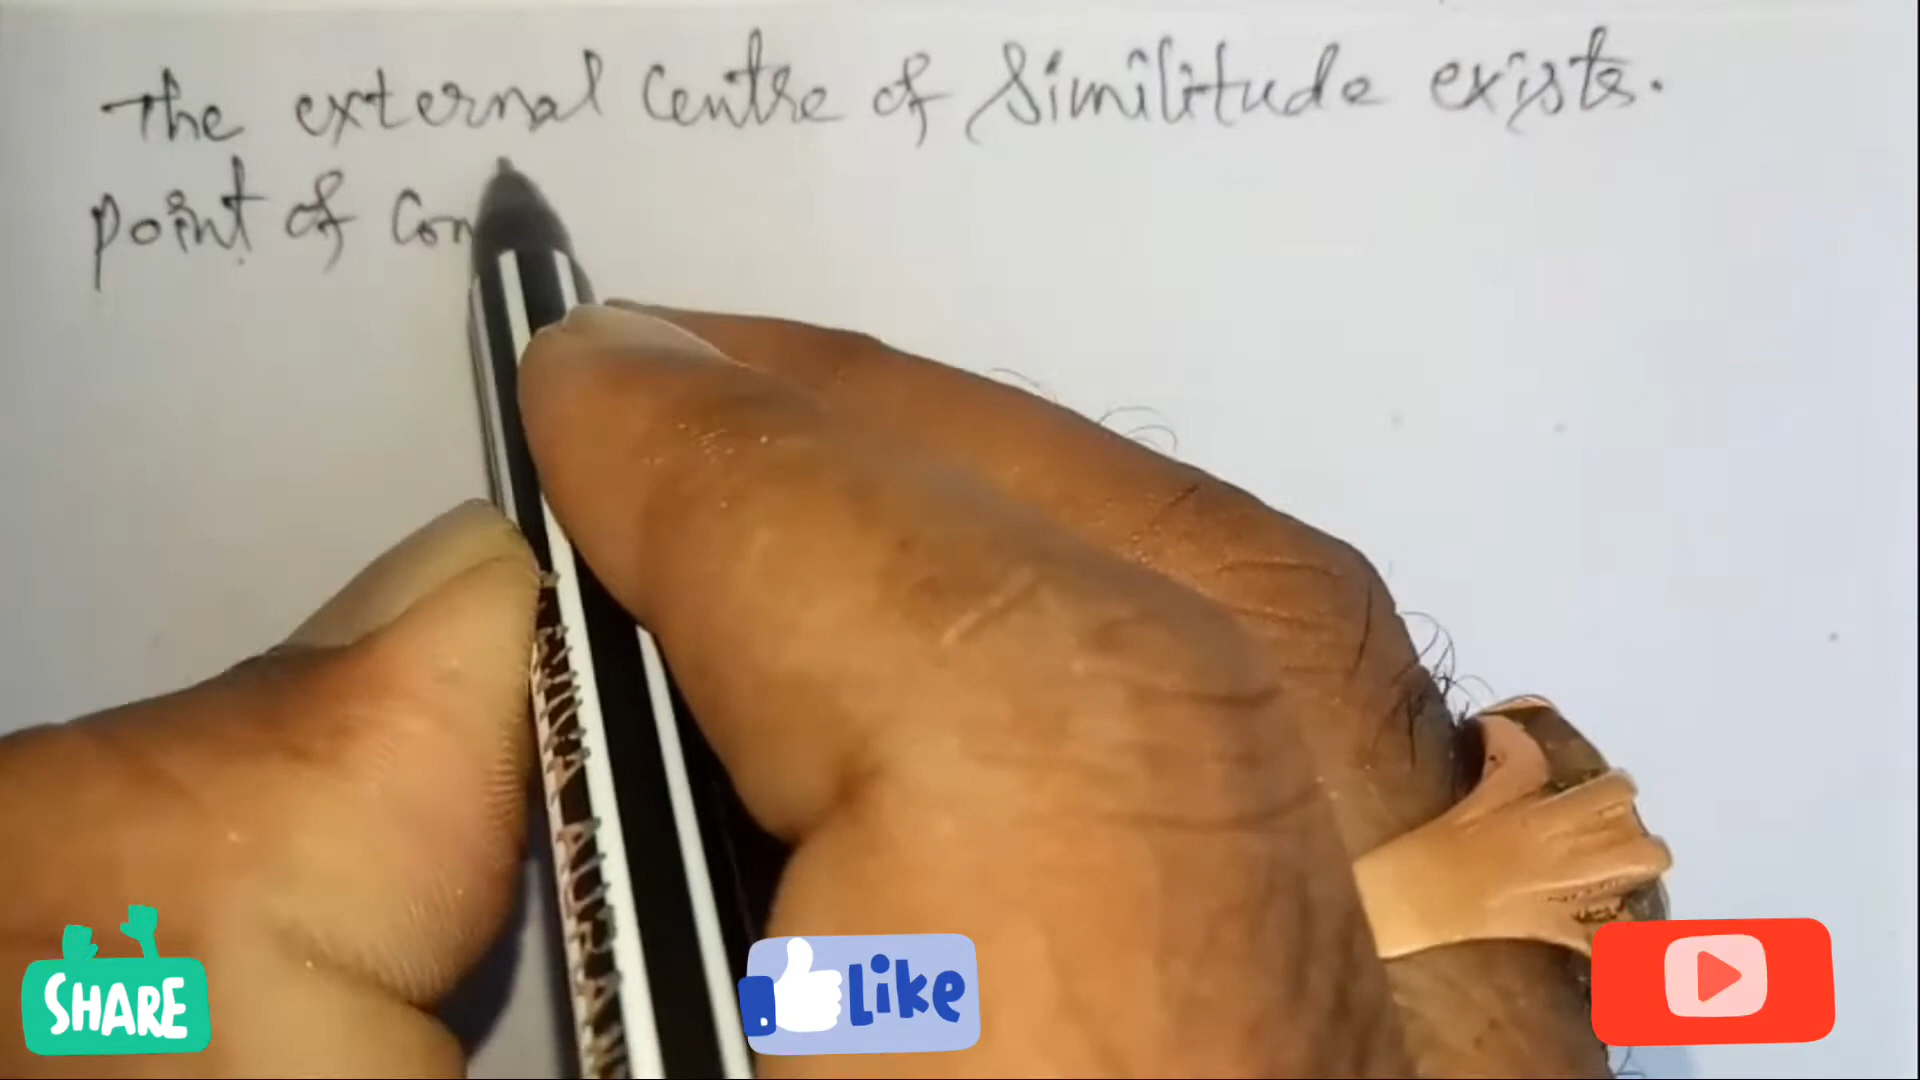 The external Centre of Similitude exists.
point of con
SHARE
Like